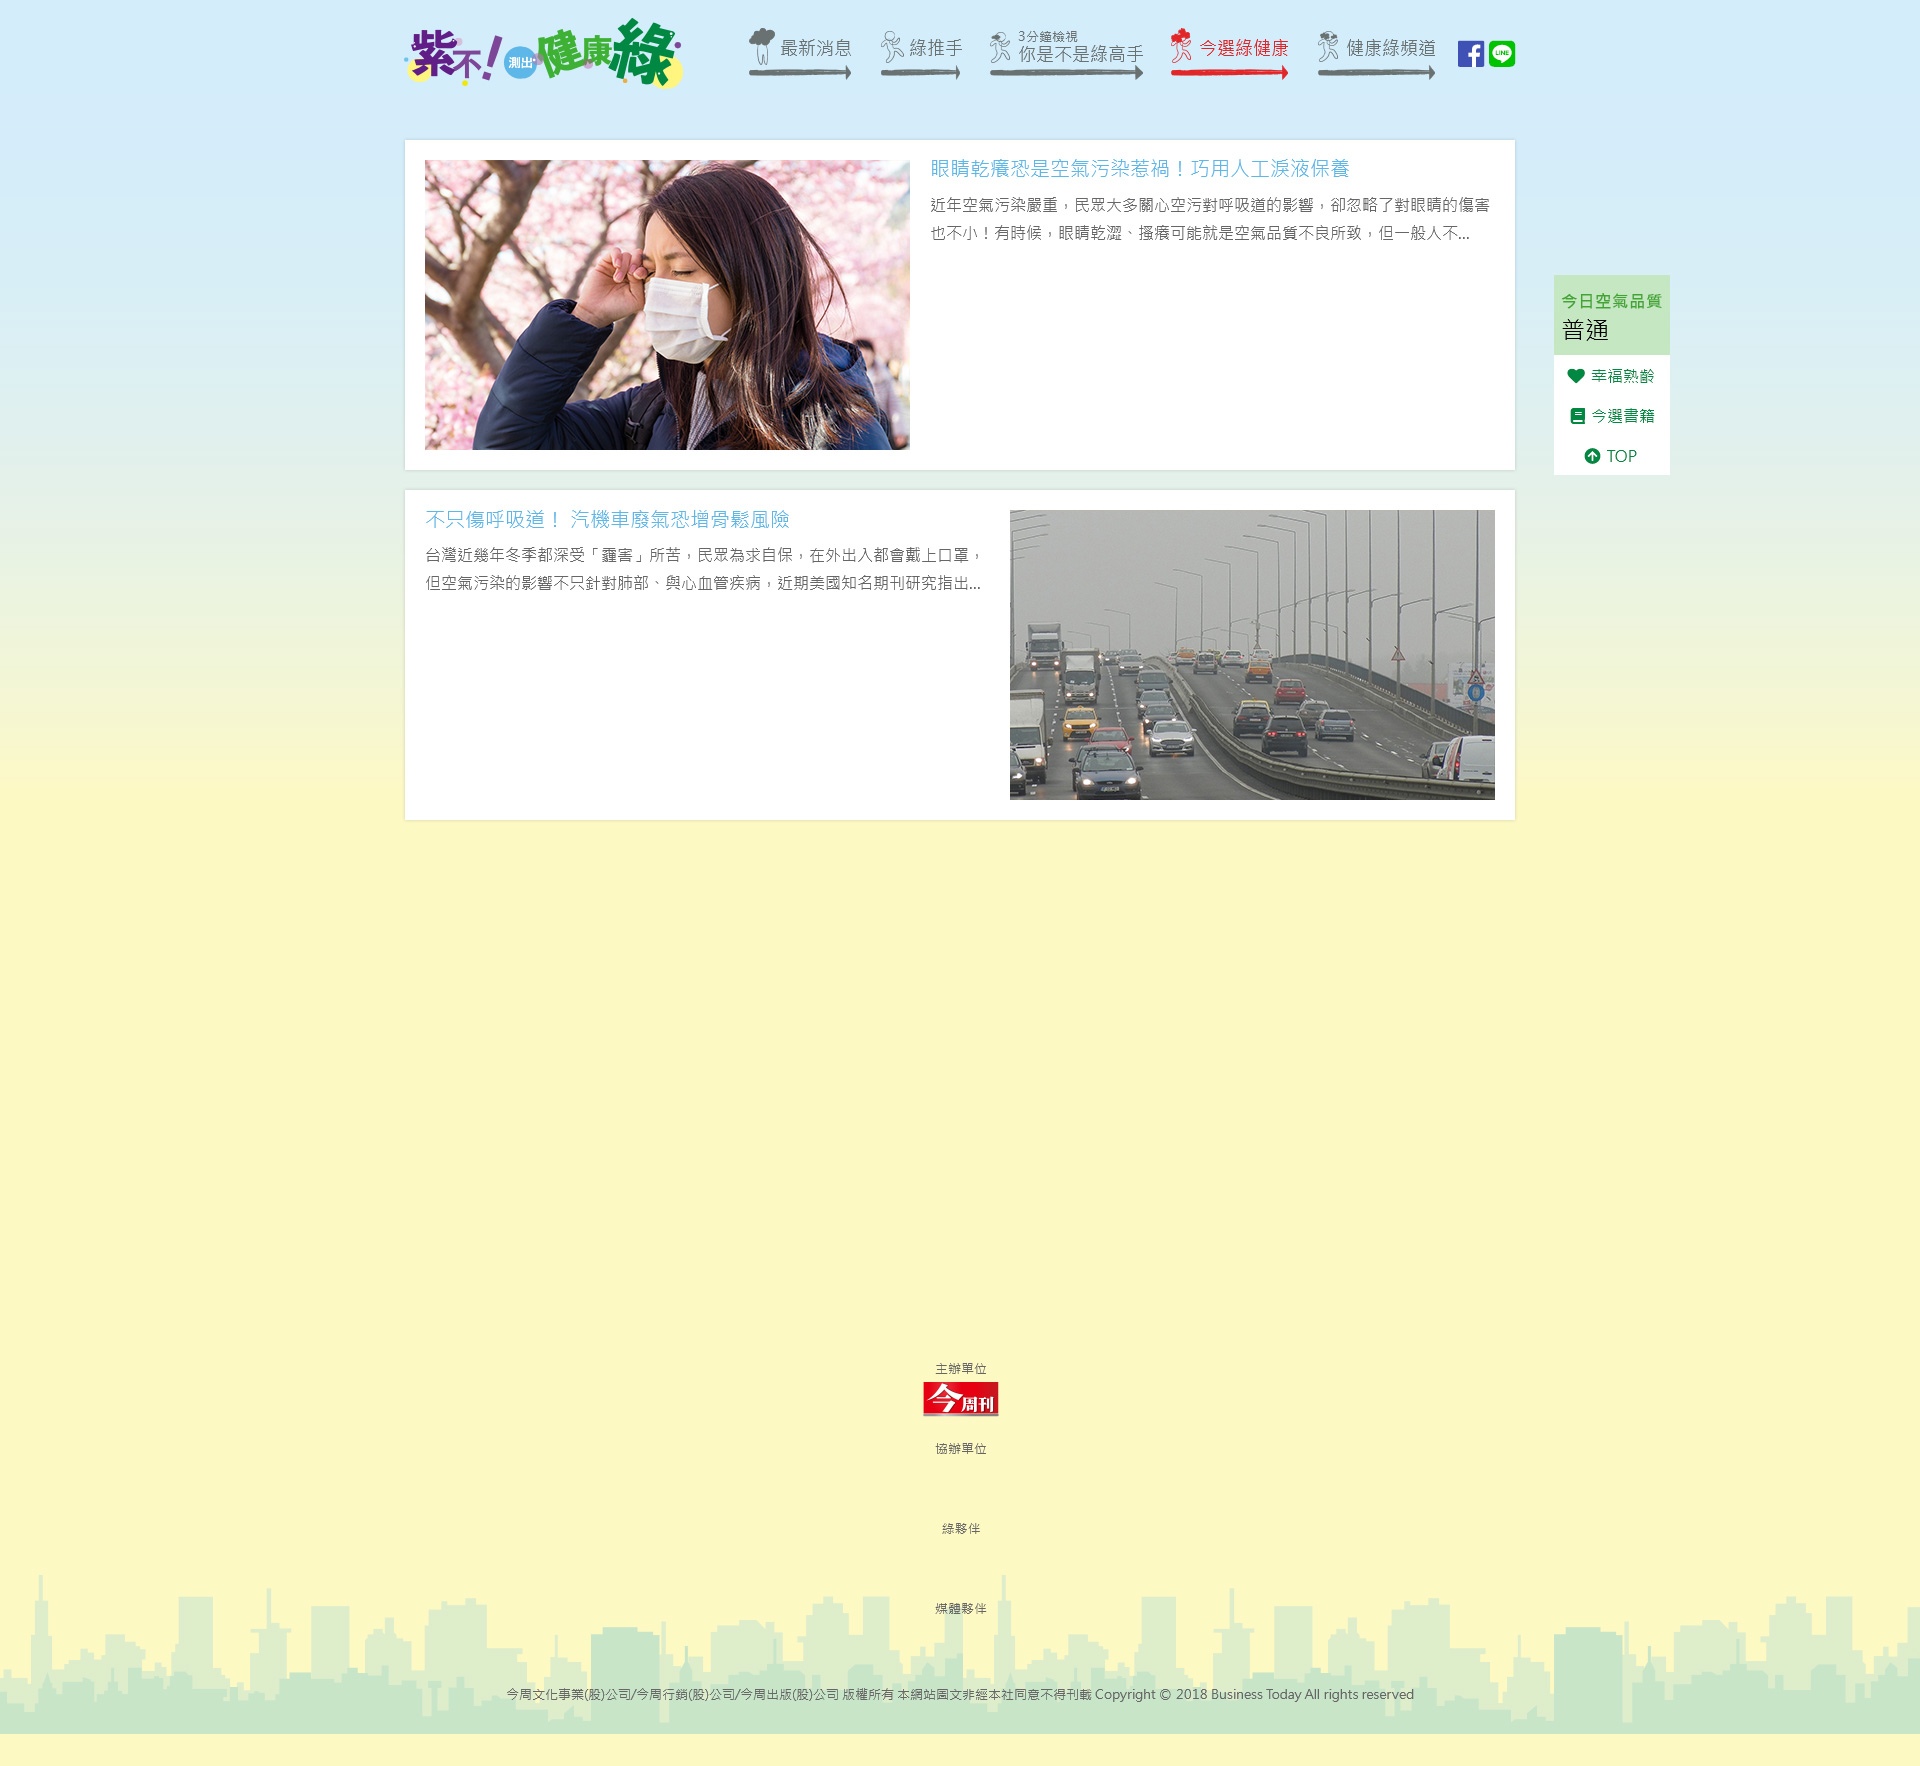 紫不！測出健康綠
最新消息
綠推手
3分鐘檢視
你是不是綠高手
今選綠健康
健康綠頻道
LINE
眼睛乾癢恐是空氣污染惹禍！巧用人工淚液保養
近年空氣污染嚴重，民眾大多關心空污對呼吸道的影響，卻忽略了對眼睛的傷害
也不小！有時候，眼睛乾澀、搔癢可能就是空氣品質不良所致，但一般人不...
今日空氣品質
普通
幸福熟齡
今選書籍
TOP
不只傷呼吸道！ 汽機車廢氣恐增骨鬆風險
台灣近幾年冬季都深受「霾害」所苦，民眾為求自保，在外出入都會戴上口罩，
但空氣污染的影響不只針對肺部、與心血管疾病，近期美國知名期刊研究指出...
主辦單位
今周刊
協辦單位
綠夥伴
媒體夥伴
今周文化事業(股)公司/今周行銷(股)公司/今周出版(股)公司 版權所有 本網站圖文非經本社同意不得刊載 Copyright © 2018 Business Today All rights reserved